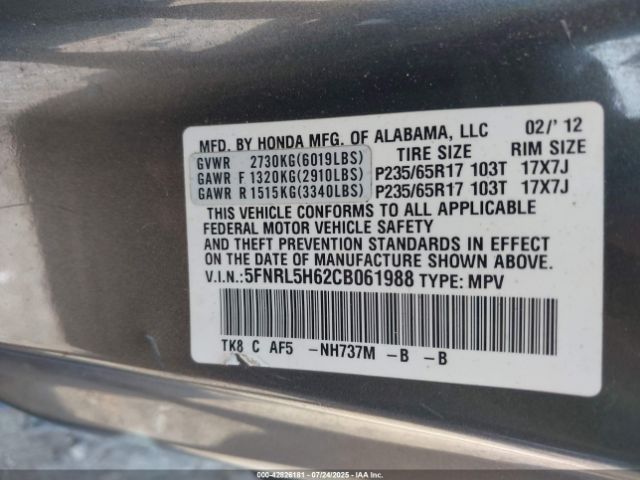 MFD. BY HONDA MFG. OF ALABAMA, LLC 02/' 12
TIRE SIZE RIM SIZE
GVWR 2730KG(6019LBS)
GAWR F 1320KG(2910LBS) P235/65R17 103T 17X7J
GAWR R 1515KG(3340LBS) P235/65R17 103T 17X7J
THIS VEHICLE CONFORMS TO ALL APPLICABLE
FEDERAL MOTOR VEHICLE SAFETY
AND THEFT PREVENTION STANDARDS IN EFFECT
ON THE DATE OF MANUFACTURE SHOWN ABOVE.
V.I.N.:5FNRL5H62CB061988 TYPE: MPV
TK8 C AF5 -NH737M -B -B
000-42826181 - 07/24/2025 - IAAI.COM